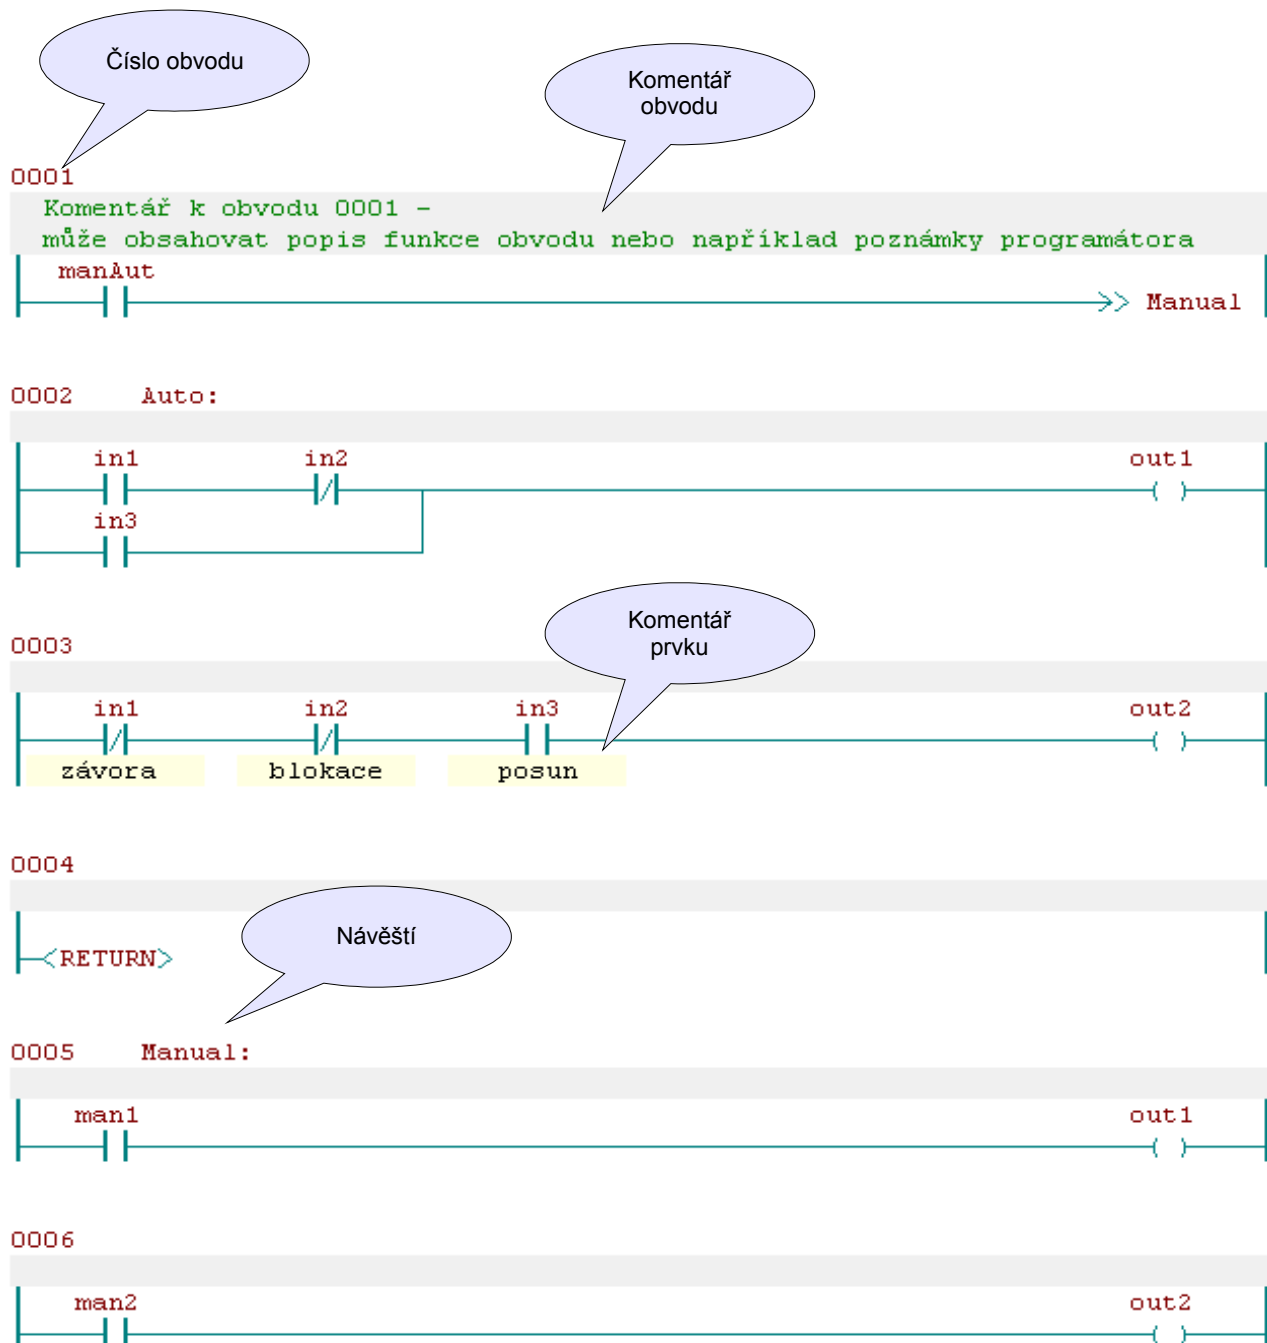 Číslo obvodu
Komentář
obvodu
0001
Komentář k obvodu 0001 -
může obsahovat popis funkce obvodu nebo například poznámky programátora
manAut
Manual
0002 Auto:
in1 in2 out1
in3
Komentář
prvku
0003
in1 in2 in3 out2
závora blokace posun
0004
Návěští
<RETURN>
0005 Manual:
man1 out1
0006
man2 out2